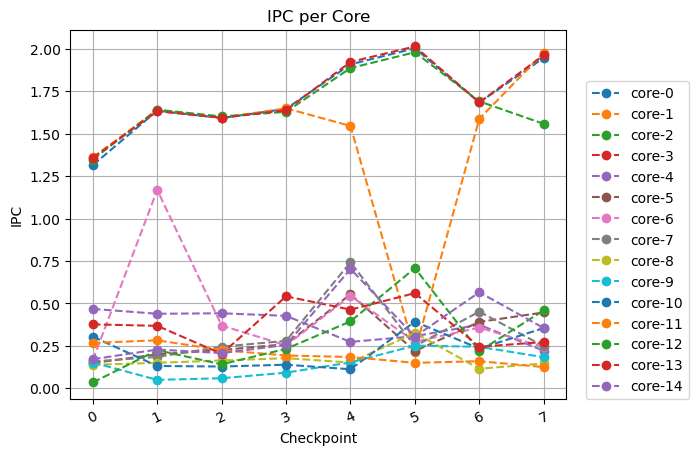 IPC per Core
IPC
2.00
1.75
1.50
1.25
1.00
0.75
0.50
0.25
0.00
0 1 2 3 4 5 6 7
Checkpoint
core-0
core-1
core-2
core-3
core-4
core-5
core-6
core-7
core-8
core-9
core-10
core-11
core-12
core-13
core-14